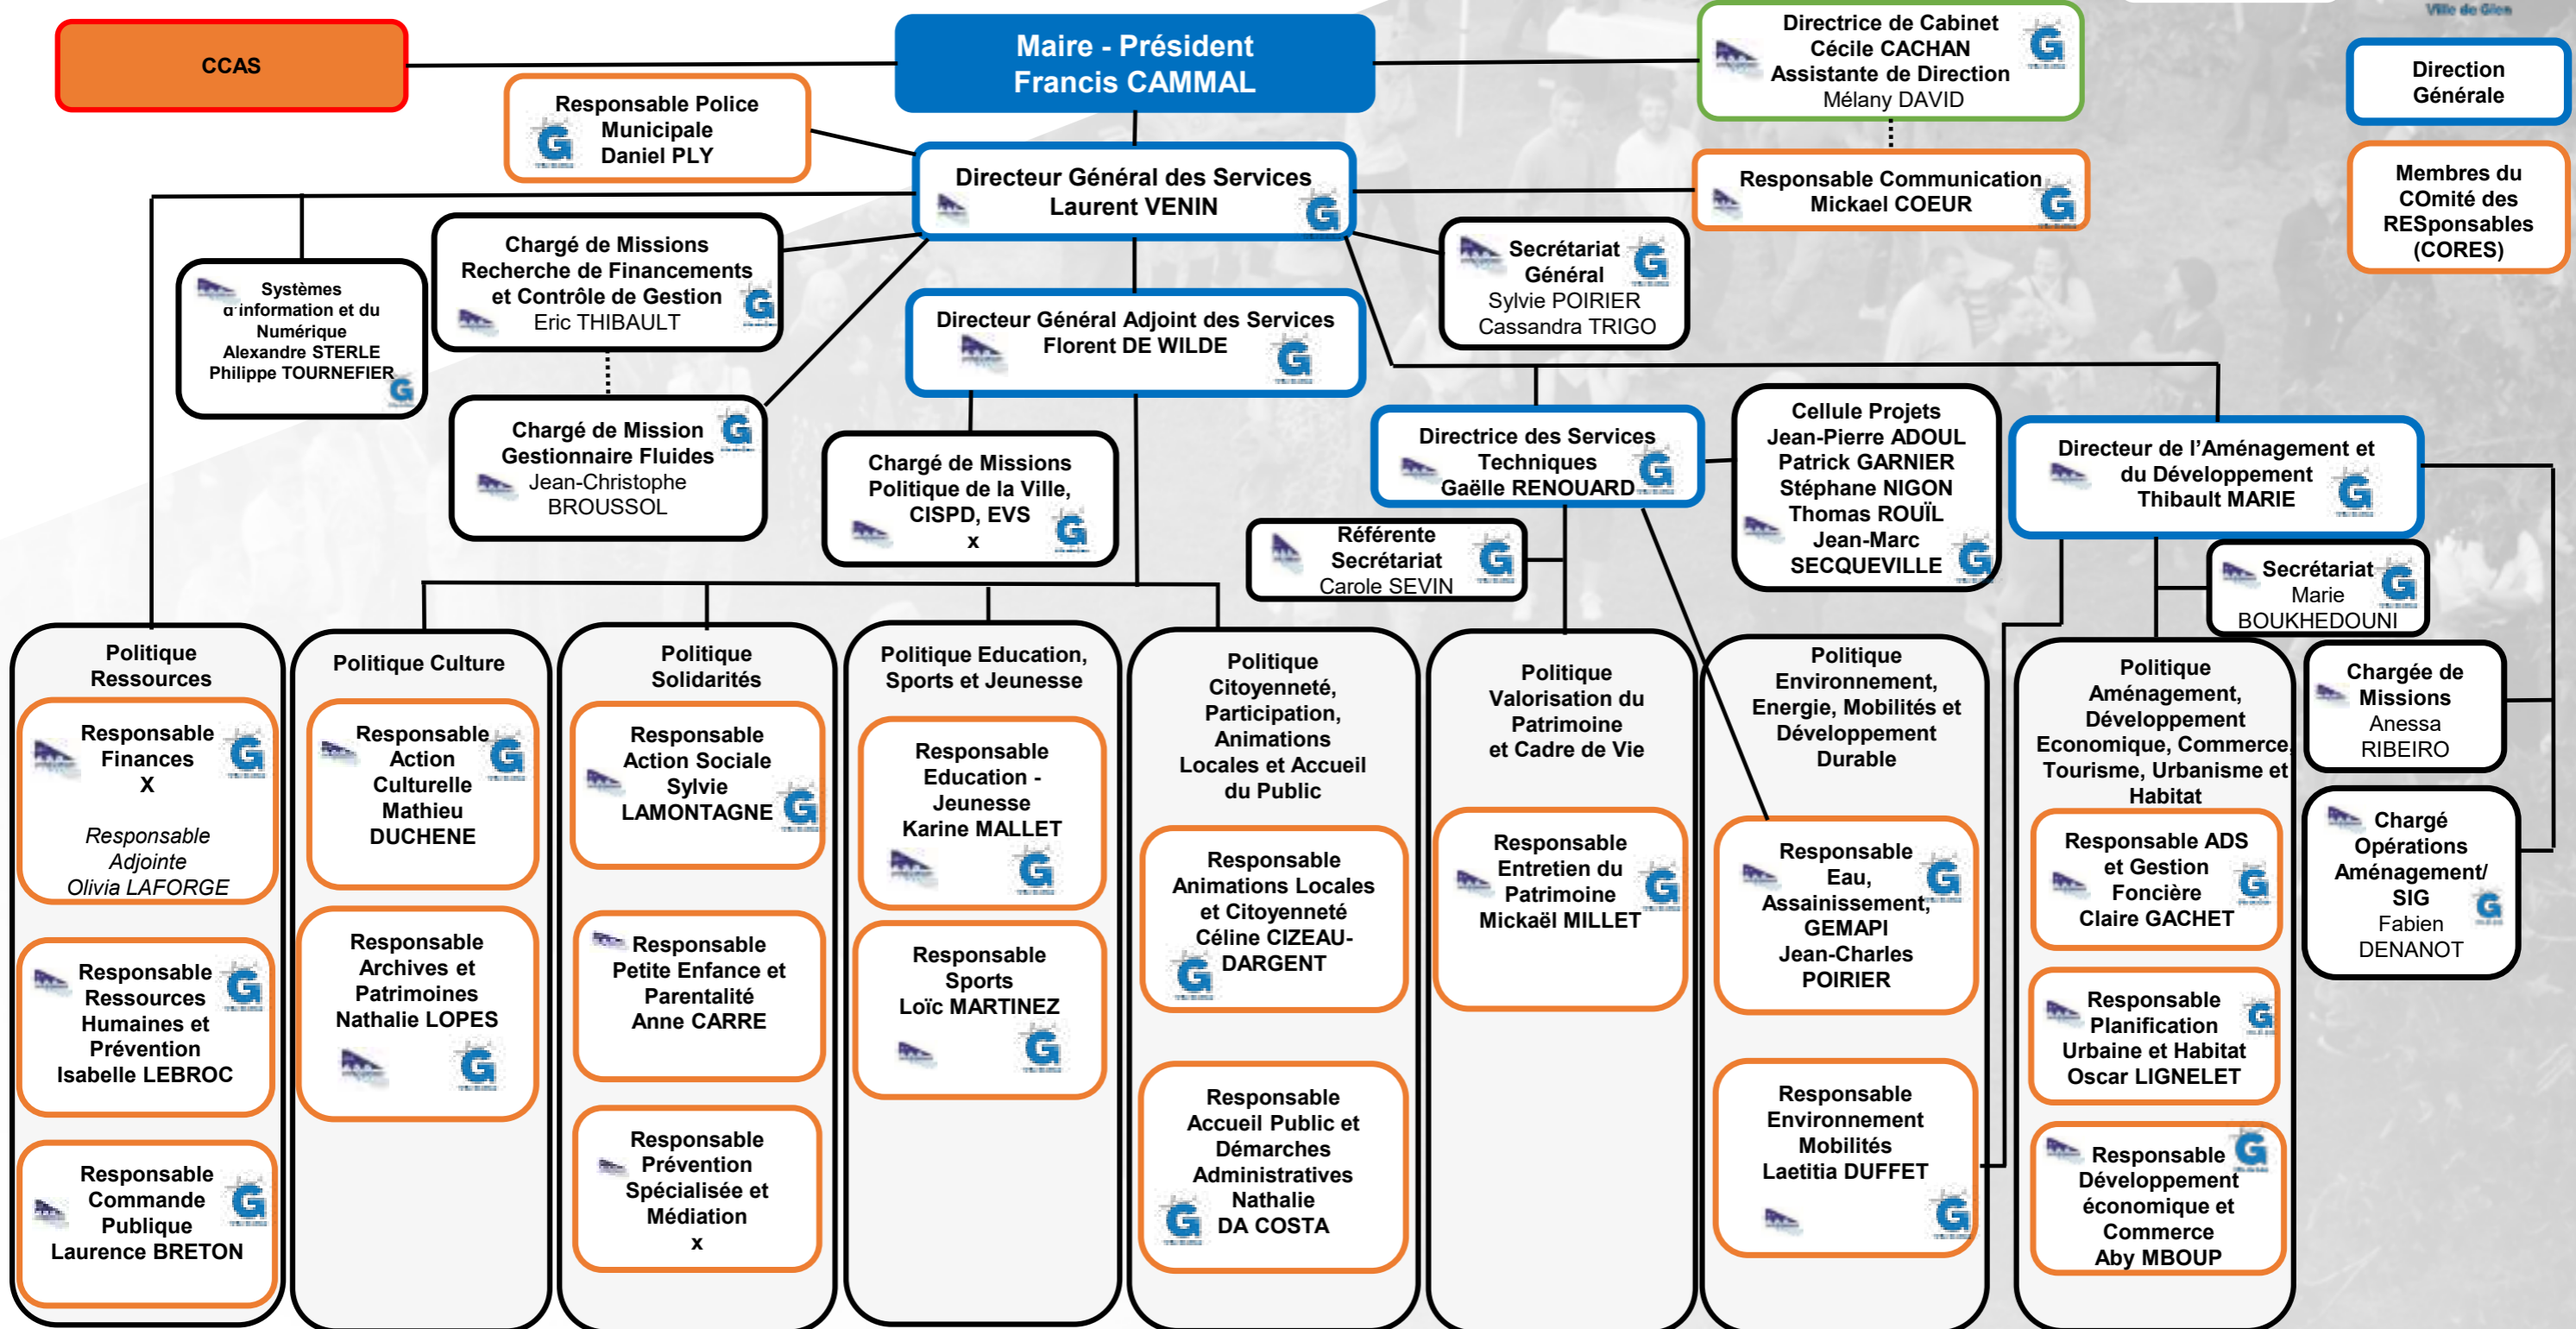 CCAS
Maire - Président
Francis CAMMAL
Directrice de Cabinet
Cécile CACHAN
Assistante de Direction
Mélany DAVID
Ville de Gien
Direction
Générale
Membres du
COmité des
RESponsables
(CORES)
Responsable Police
Municipale
Daniel PLY
Directeur Général des Services
Laurent VENIN
Responsable Communication
Mickael COEUR
Systèmes
d'information et du
Numérique
Alexandre STERLE
Philippe TOURNEFIER
Chargé de Missions
Recherche de Financements
et Contrôle de Gestion
Eric THIBAULT
Secrétariat
Général
Sylvie POIRIER
Cassandra TRIGO
Directeur Général Adjoint des Services
Florent DE WILDE
Chargé de Mission
Gestionnaire Fluides
Jean-Christophe
BROUSSOL
Chargé de Missions
Politique de la Ville,
CISPD, EVS
x
Directrice des Services
Techniques
Gaëlle RENOUARD
Cellule Projets
Jean-Pierre ADOUL
Patrick GARNIER
Stéphane NIGON
Thomas ROUÏL
Jean-Marc
SECQUEVILLE
Directeur de l'Aménagement et
du Développement
Thibault MARIE
Référente
Secrétariat
Carole SEVIN
Secrétariat
Marie
BOUKHEDOUNI
Chargée de
Missions
Anessa
RIBEIRO
Chargé
Opérations
Aménagement/
SIG
Fabien
DENANOT
Politique
Ressources
Responsable
Finances
X
Responsable
Adjointe
Olivia LAFORGE
Responsable
Ressources
Humaines et
Prévention
Isabelle LEBROC
Responsable
Commande
Publique
Laurence BRETON
Politique Culture
Responsable
Action
Culturelle
Mathieu
DUCHENE
Responsable
Archives et
Patrimoines
Nathalie LOPES
Politique
Solidarités
Responsable
Action Sociale
Sylvie
LAMONTAGNE
Responsable
Petite Enfance et
Parentalité
Anne CARRE
Responsable
Prévention
Spécialisée et
Médiation
x
Politique Education,
Sports et Jeunesse
Responsable
Education -
Jeunesse
Karine MALLET
Responsable
Sports
Loïc MARTINEZ
Politique
Citoyenneté,
Participation,
Animations
Locales et Accueil
du Public
Responsable
Animations Locales
et Citoyenneté
Céline CIZEAU-
DARGENT
Responsable
Accueil Public et
Démarches
Administratives
Nathalie
DA COSTA
Politique
Valorisation du
Patrimoine
et Cadre de Vie
Responsable
Entretien du
Patrimoine
Mickaël MILLET
Politique
Environnement,
Energie, Mobilités et
Développement
Durable
Responsable
Eau,
Assainissement,
GEMAPI
Jean-Charles
POIRIER
Responsable
Environnement
Mobilités
Laetitia DUFFET
Politique
Aménagement,
Développement
Economique, Commerce,
Tourisme, Urbanisme et
Habitat
Responsable ADS
et Gestion
Foncière
Claire GACHET
Responsable
Planification
Urbaine et Habitat
Oscar LIGNELET
Responsable
Développement
économique et
Commerce
Aby MBOUP